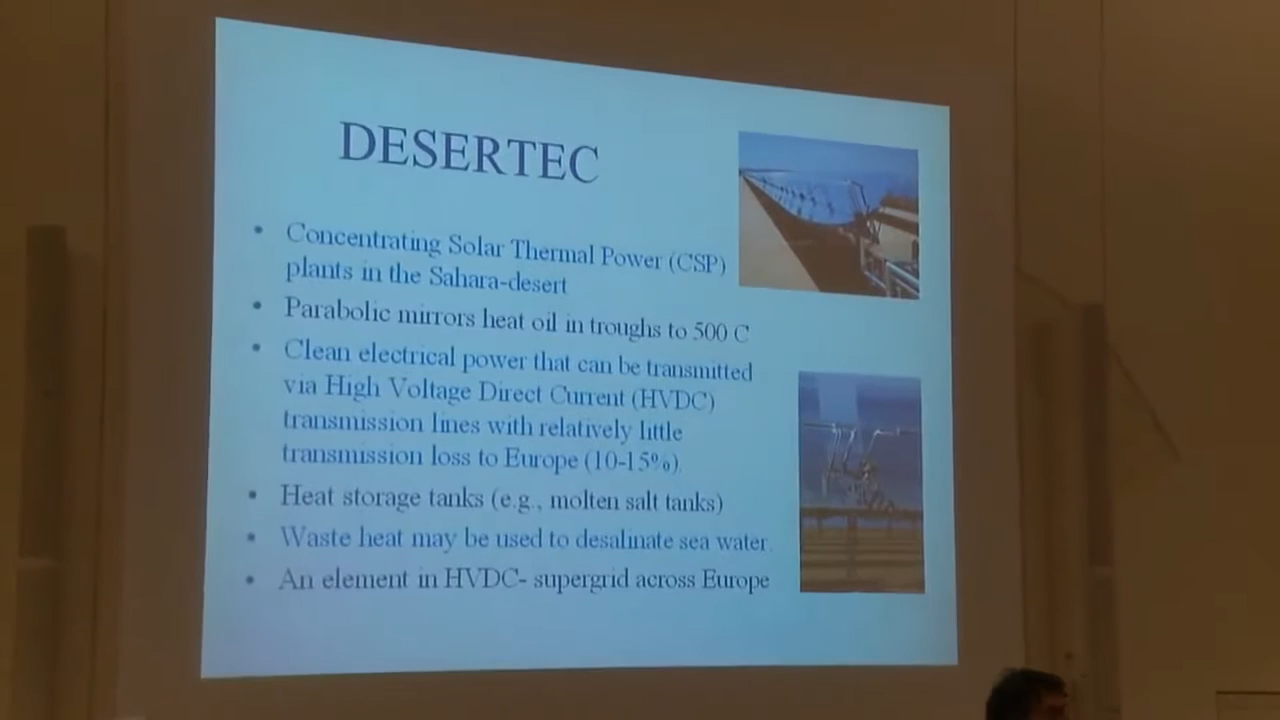 DESERTEC
• Concentrating Solar Thermal Power (CSP)
plants in the Sahara-desert
• Parabolic mirrors heat oil in troughs to 500 C
• Clean electrical power that can be transmitted
via High Voltage Direct Current (HVDC)
transmission lines with relatively little
transmission loss to Europe (10-15%).
• Heat storage tanks (e.g., molten salt tanks)
• Waste heat may be used to desalinate sea water.
• An element in HVDC- supergrid across Europe